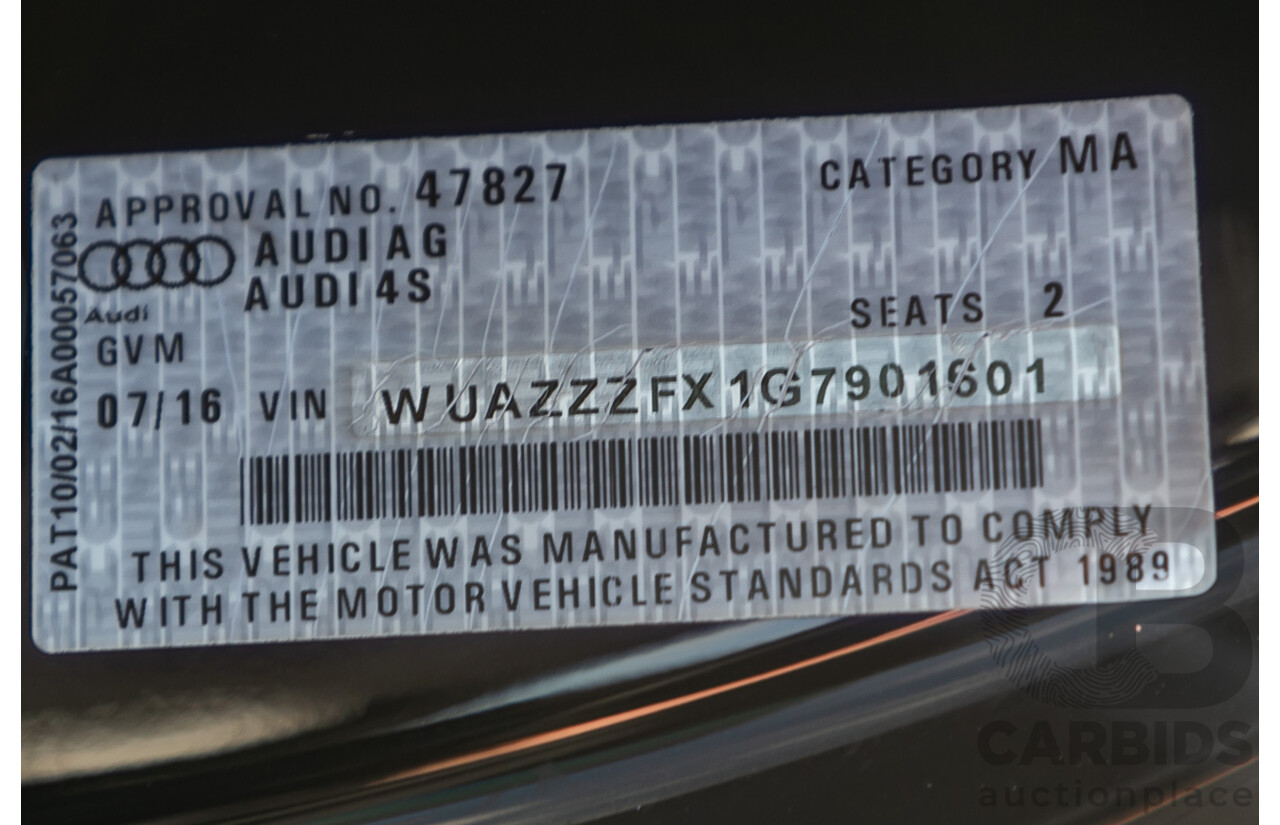 APPROVAL NO. 47827
CATEGORY MA
AUDI AG
AUDI 4S
Audi
SEATS 2
GVM
07/16 VIN WUAZZZFX1G7901601
THIS VEHICLE WAS MANUFACTURED TO COMPLY
WITH THE MOTOR VEHICLE STANDARDS ACT 1989
PAT10/02/16A00057063
CARBIDS
auctionplace